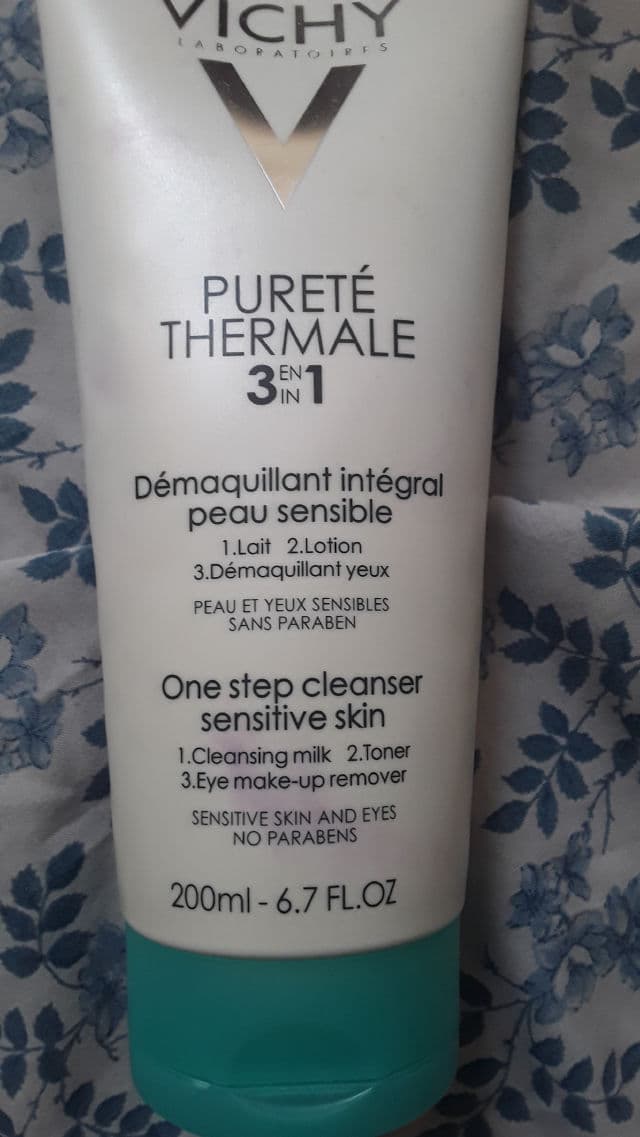 VICHY
LABORATOIRES
PURETÉ
THERMALE
3 EN IN 1
Démaquillant intégral
peau sensible
1.Lait 2.Lotion
3.Démaquillant yeux
PEAU ET YEUX SENSIBLES
SANS PARABEN
One step cleanser
sensitive skin
1.Cleansing milk 2.Toner
3.Eye make-up remover
SENSITIVE SKIN AND EYES
NO PARABENS
200ml - 6.7 FL.OZ